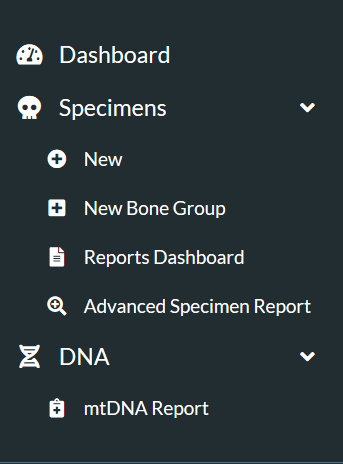 Dashboard
Specimens
New
New Bone Group
Reports Dashboard
Advanced Specimen Report
DNA
mtDNA Report